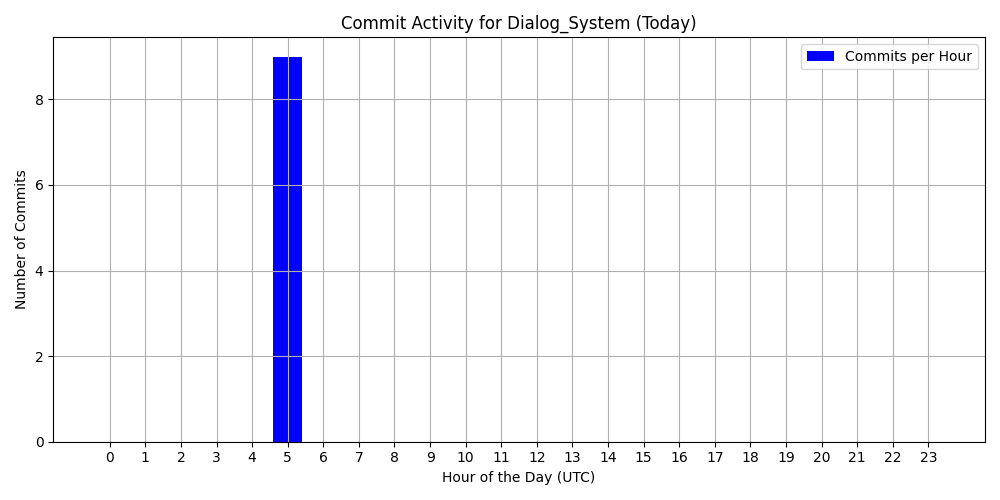 Commit Activity for Dialog_System (Today)
Commits per Hour
Number of Commits
8
6
4
2
0
0 1 2 3 4 5 6 7 8 9 10 11 12 13 14 15 16 17 18 19 20 21 22 23
Hour of the Day (UTC)